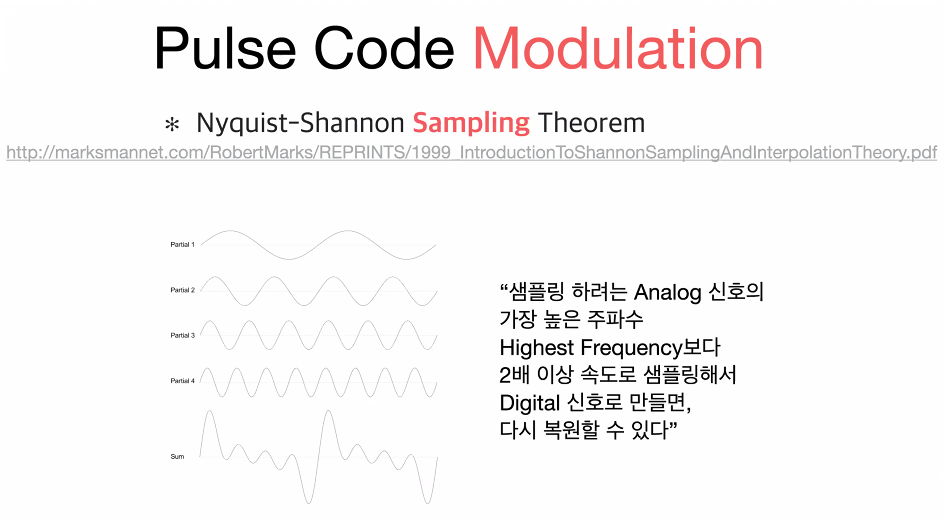 Pulse Code Modulation
* Nyquist-Shannon Sampling Theorem
http://marksmannet.com/RobertMarks/REPRINTS/1999_IntroductionToShannonSamplingAndInterpolationTheory.pdf
Partial 1
Partial 2
Partial 3
Partial 4
Sum
“샘플링 하려는 Analog 신호의
가장 높은 주파수
Highest Frequency보다
2배 이상 속도로 샘플링해서
Digital 신호로 만들면,
다시 복원할 수 있다”